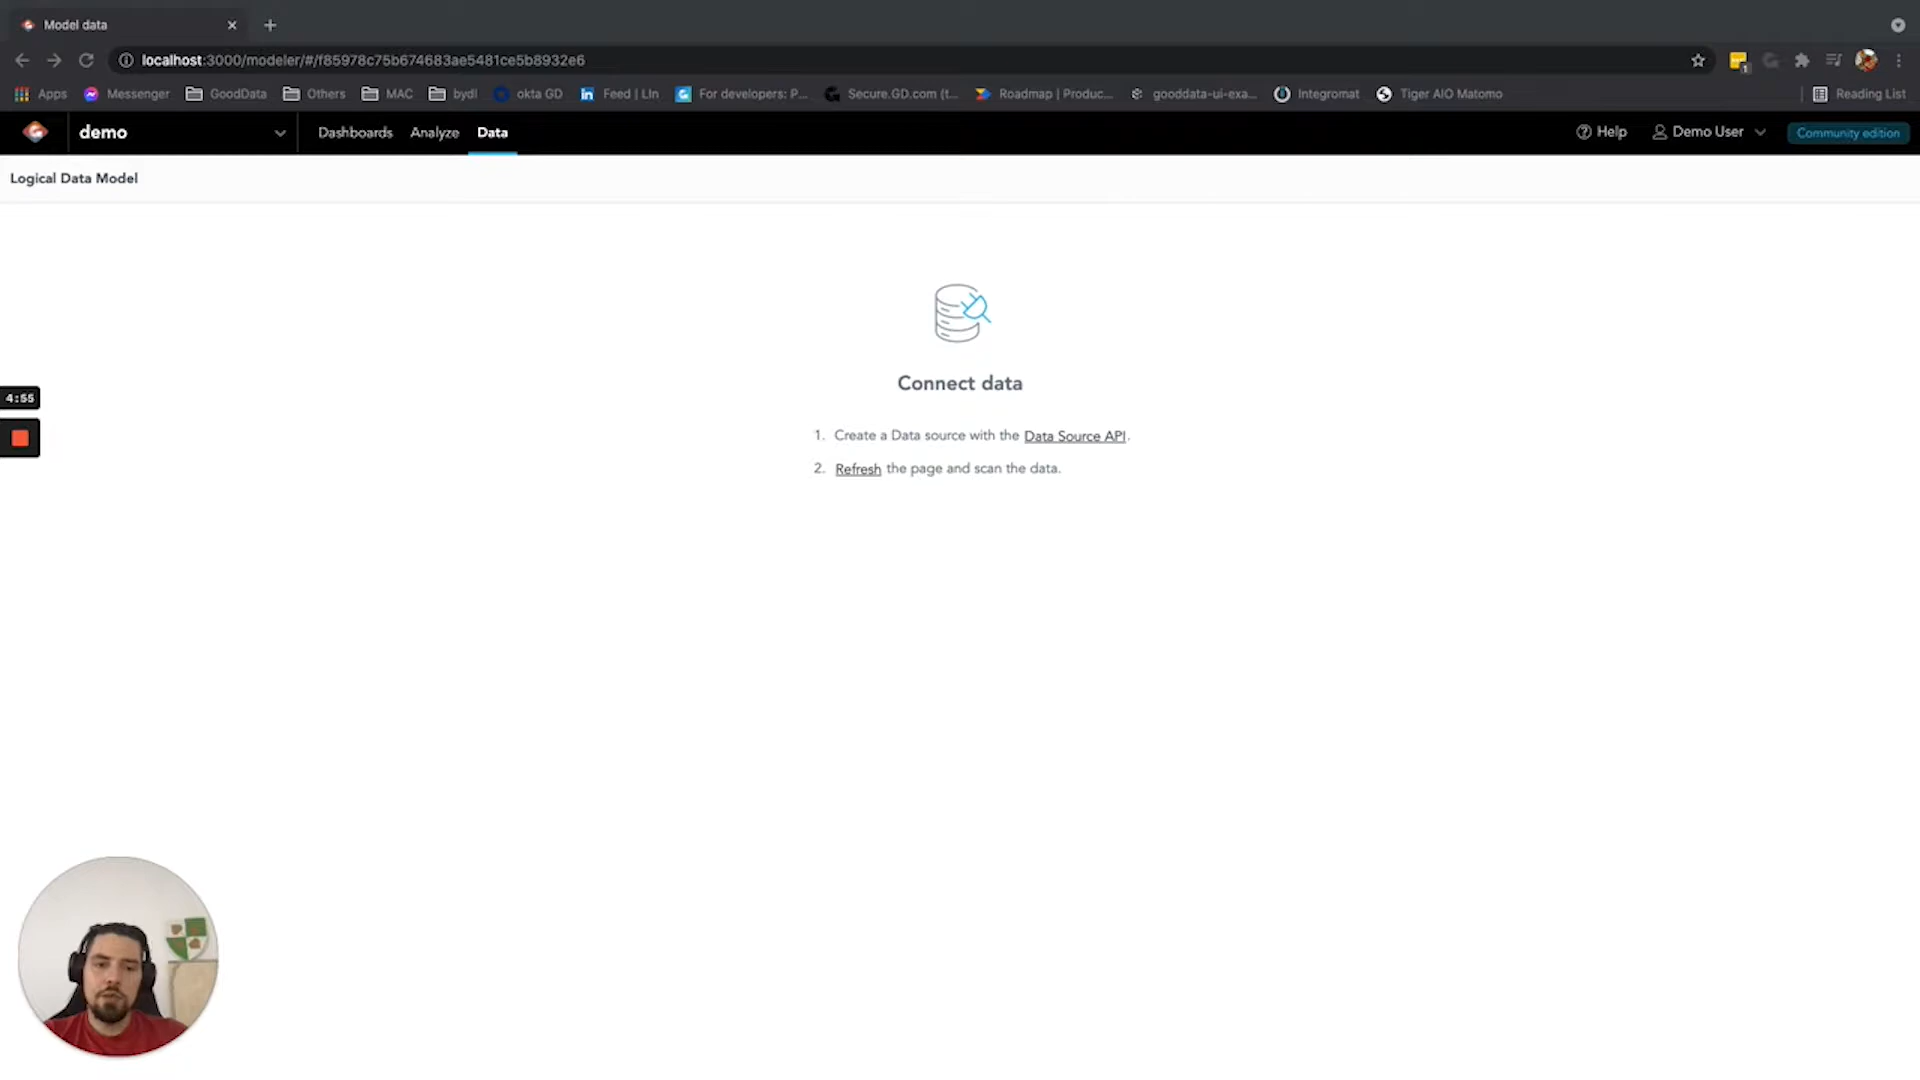 Model data
localhost:3000/modeler/#/f85978c75b674683ae5481ce5b8932e6
1
Apps Messenger GoodData Others MAC bydl okta GD Feed | LIn For developers: P... Secure.GD.com (t... Roadmap | Produc... gooddata-ui-exa... Integromat Tiger AIO Matomo Reading List
demo Dashboards Analyze Data Help Demo User Community edition
Logical Data Model
Connect data
4:55
1. Create a Data source with the Data Source API.
2. Refresh the page and scan the data.